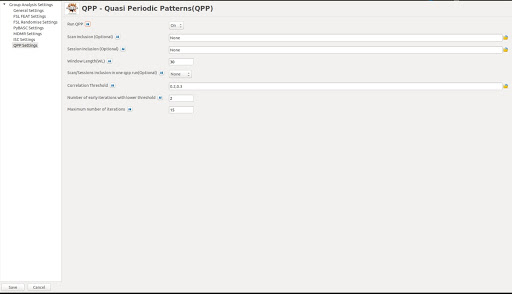 Group Analysis Settings
General Settings
FSL FEAT Settings
FSL Randomise Settings
PyBASC Settings
MDMR Settings
ISC Settings
QPP Settings
QPP - Quasi Periodic Patterns(QPP)
Run QPP On
Scan Inclusion (Optional) None
Session Inclusion (Optional) None
Window Length(WL) 30
Scan/Sessions inclusion in one qpp run(Optional) None
Correlation Threshold 0.2,0.3
Number of early iterations with lower threshold 3
Maximum number of iterations 15
Save Cancel